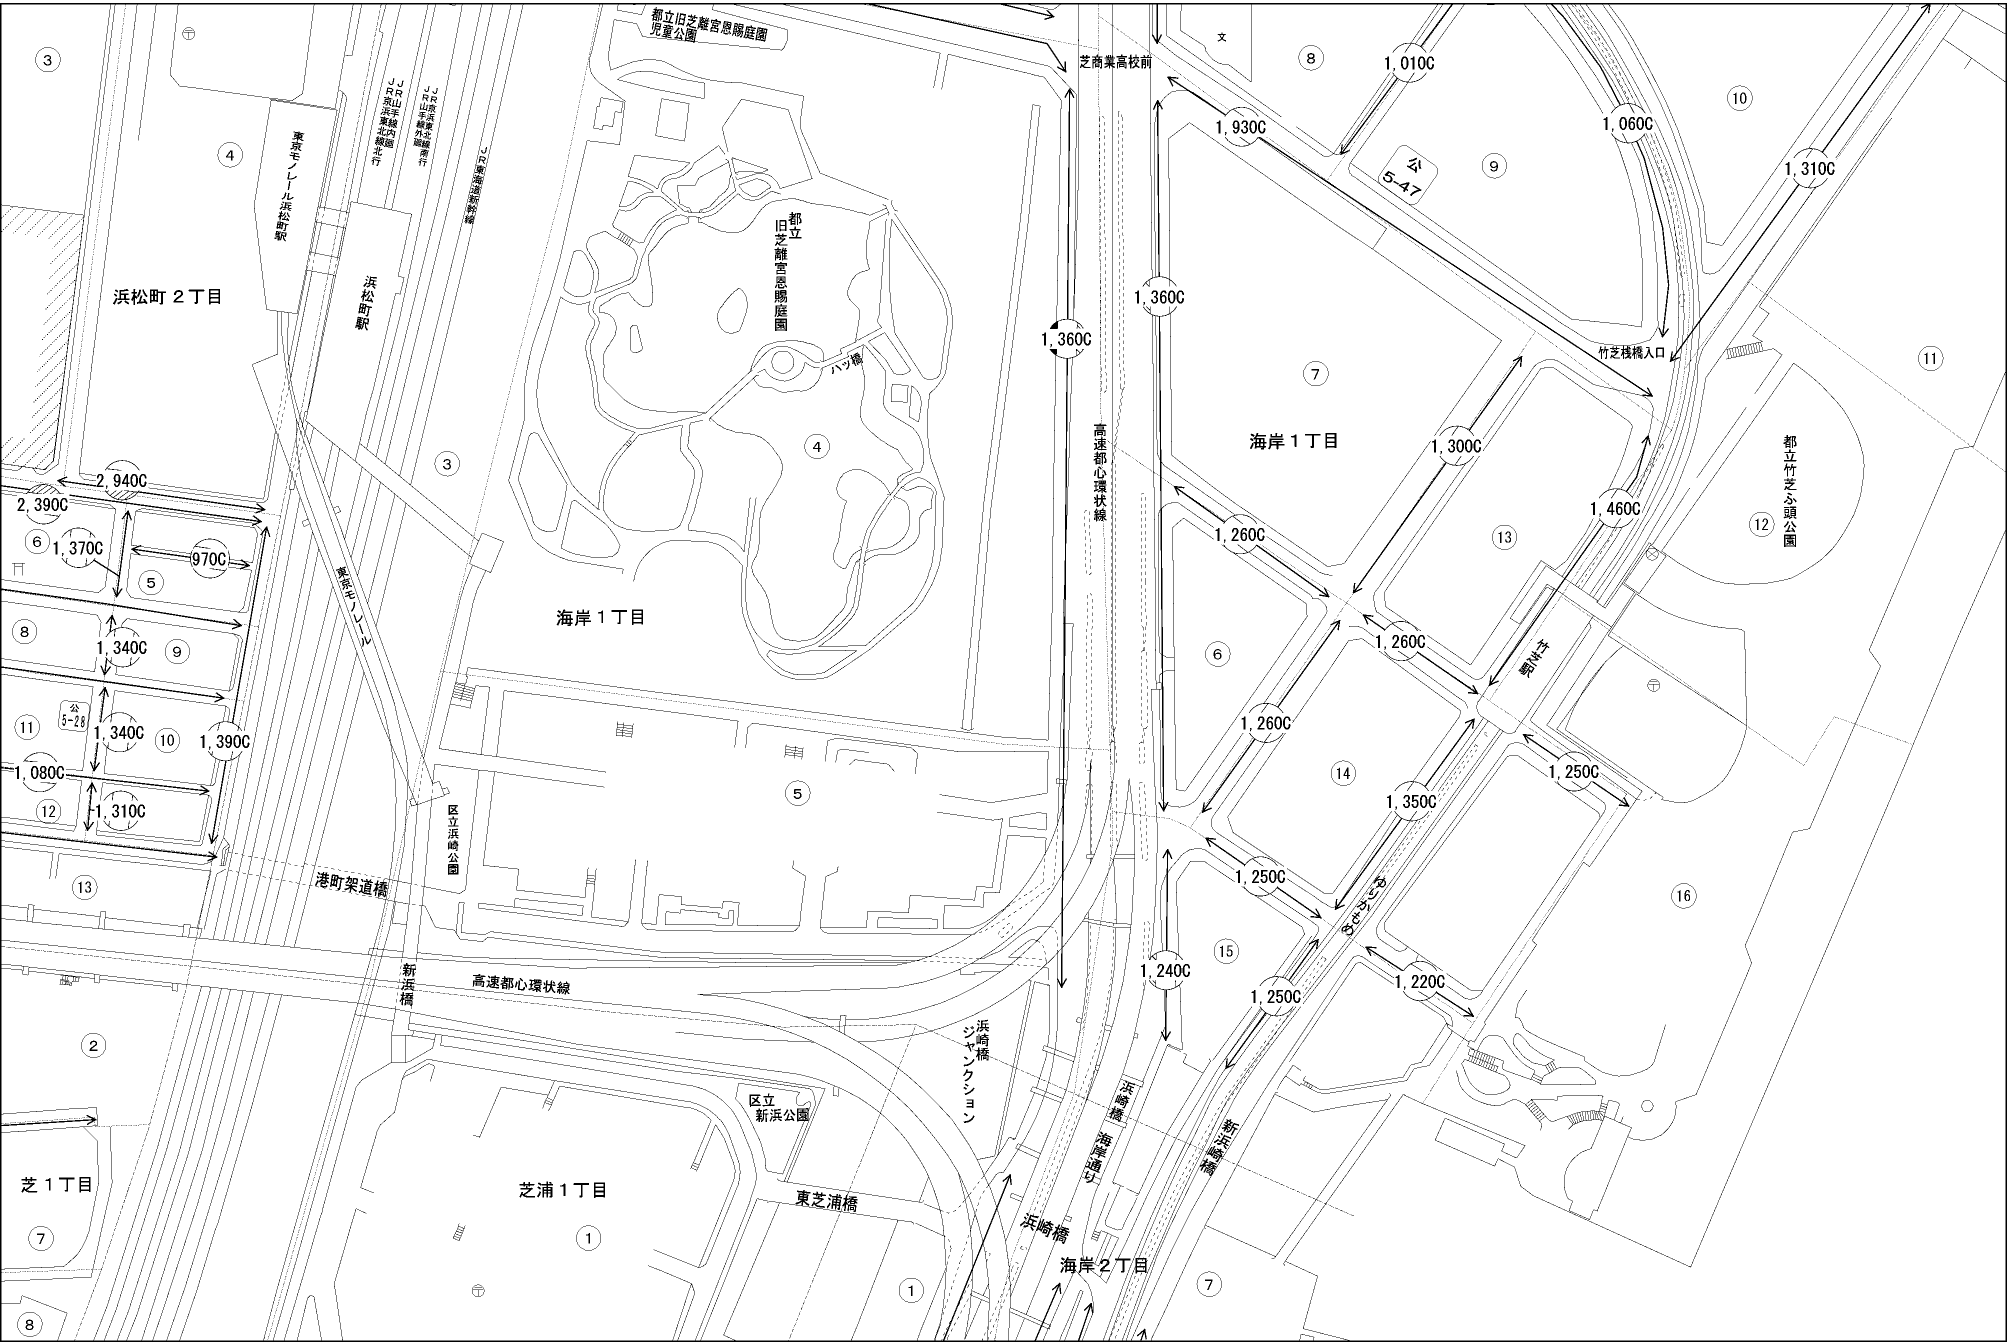 都立旧芝離宮恩賜庭園
児童公園
文
芝商業高校前
3
〒
8
1,010C
10
1,060C
1,930C
公
5-47
9
1,310C
4
東京モノレール浜松町駅
JR山手線内回
JR京浜東北線北行
JR京浜東北線南行
JR山手線外回
JR東海道新幹線
都立
旧芝離宮恩賜庭園
浜松町2丁目
浜松町駅
1,360C
1,360C
竹芝桟橋入口
11
八ッ橋
7
海岸1丁目
高速都心環状線
4
3
1,300C
都立竹芝ふ頭公園
2,940C
2,390C
1,460C
12
13
6
1,370C
970C
5
1,260C
東京モノレール
海岸1丁目
8
1,340C
9
6
1,260C
竹芝駅
〒
公
5-28
11
1,340C
10
1,390C
1,260C
1,080C
14
1,250C
5
12
1,310C
1,350C
区立浜崎公園
13
港町架道橋
1,250C
ゆりかもめ
16
15
新浜橋
高速都心環状線
1,240C
1,250C
1,220C
浜崎橋
ジャンクション
2
区立
新浜公園
浜崎橋
新浜崎橋
海岸通り
芝1丁目
芝浦1丁目
東芝浦橋
浜崎橋
7
1
海岸2丁目
〒
1
7
8